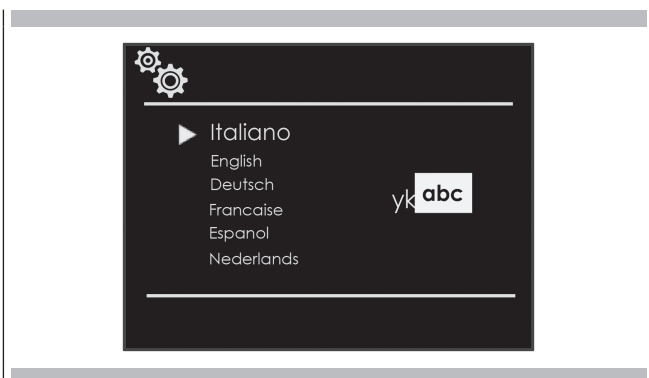 Italiano
English
Deutsch
Francaise
Espanol
Nederlands
yk abc